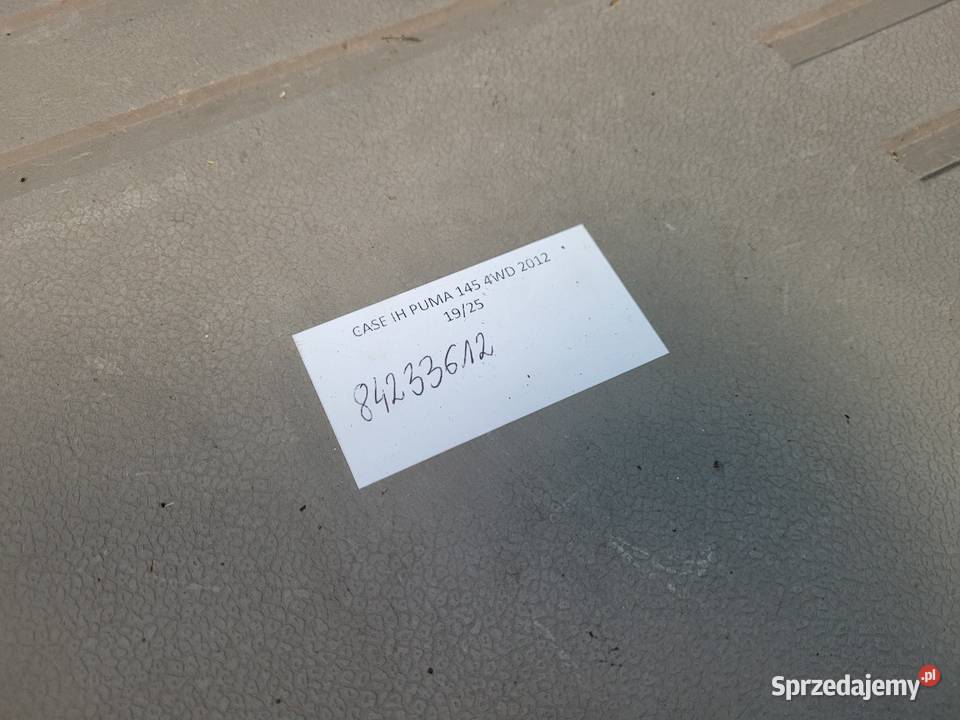 CASE IH PUMA 145 4WD 2012
19/25
84233612
Sprzedajemy.pl